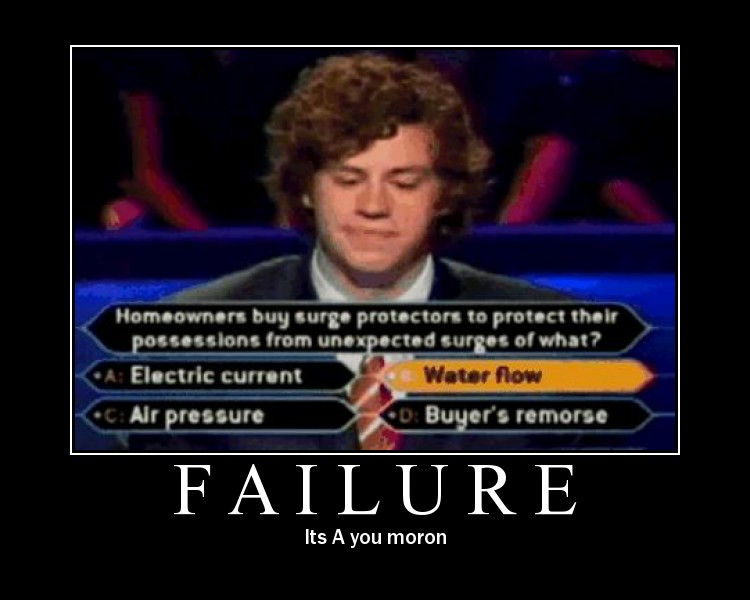 Homeowners buy surge protectors to protect their
possessions from unexpected surges of what?
A: Electric current
B: Water flow
C: Air pressure
D: Buyer's remorse
FAILURE
Its A you moron